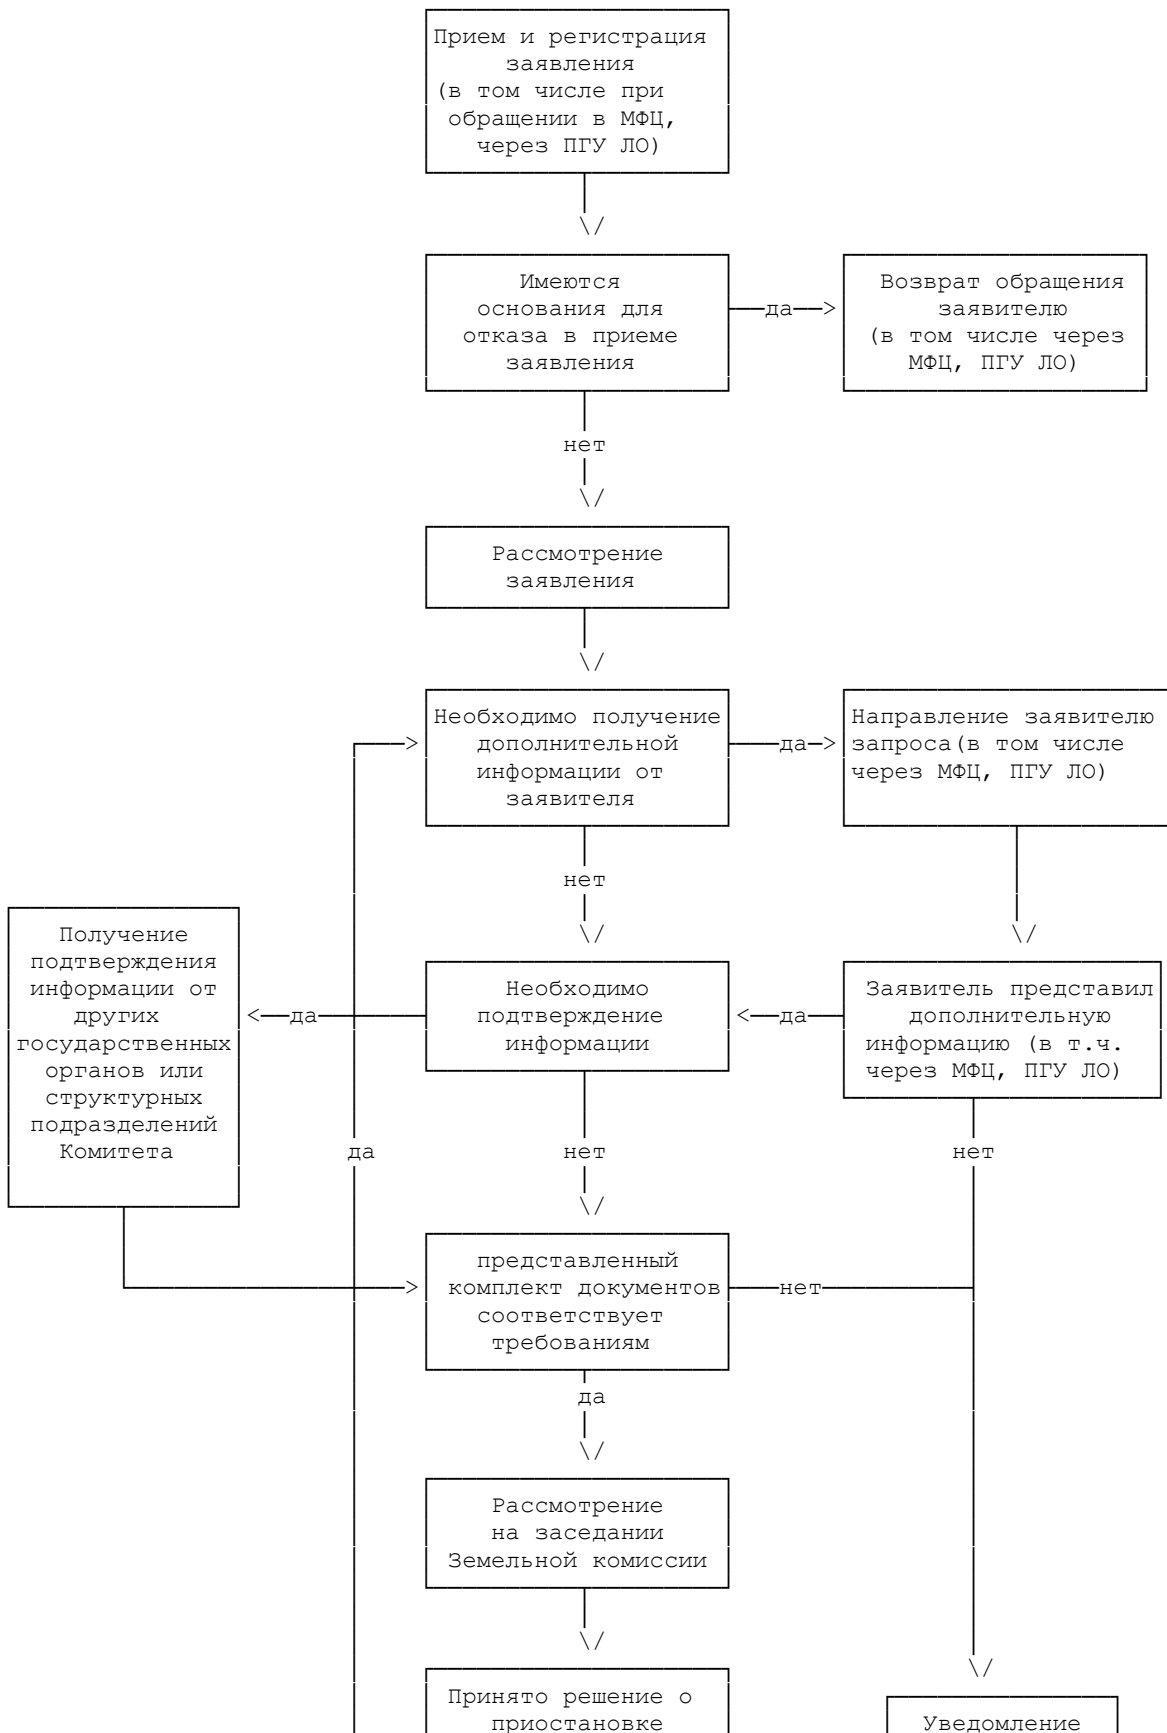 Прием и регистрация
заявления
(в том числе при
обращении в МФЦ,
через ПГУ ЛО)
\/
Имеются
основания для
отказа в приеме
заявления
да
>
Возврат обращения
заявителю
(в том числе через
МФЦ, ПГУ ЛО)
нет
\/
Рассмотрение
заявления
\/
>
Необходимо получение
дополнительной
информации от
заявителя
да
>
Направление заявителю
запроса(в том числе
через МФЦ, ПГУ ЛО)
нет
\/
\/
Получение
подтверждения
информации от
других
государственных
органов или
структурных
подразделений
Комитета
<
да
Необходимо
подтверждение
информации
<
да
Заявитель представил
дополнительную
информацию (в т.ч.
через МФЦ, ПГУ ЛО)
да
нет
нет
\/
>
представленный
комплект документов
соответствует
требованиям
нет
да
\/
Рассмотрение
на заседании
Земельной комиссии
\/
\/
Принято решение о
приостановке
Уведомление